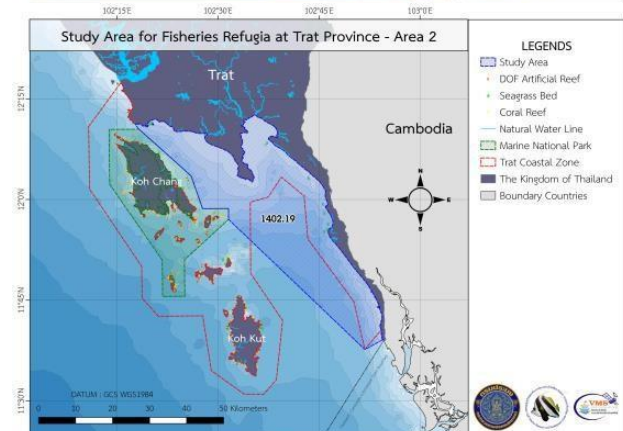 102°15'E
102°30'E
102°45'E
103°0'E
Study Area for Fisheries Refugia at Trat Province - Area 2
LEGENDS
Study Area
DOF Artificial Reef
Seagrass Bed
Coral Reef
Natural Water Line
Marine National Park
Trat Coastal Zone
The Kingdom of Thailand
Boundary Countries
Trat
12°15'N
Cambodia
Koh Chang
N
W
E
S
12°0'N
1402.19
11°45'N
Koh Kut
DATUM : GCS WGS1984
11°30'N
0 10 20 30 40 50 Kilometers
VMS